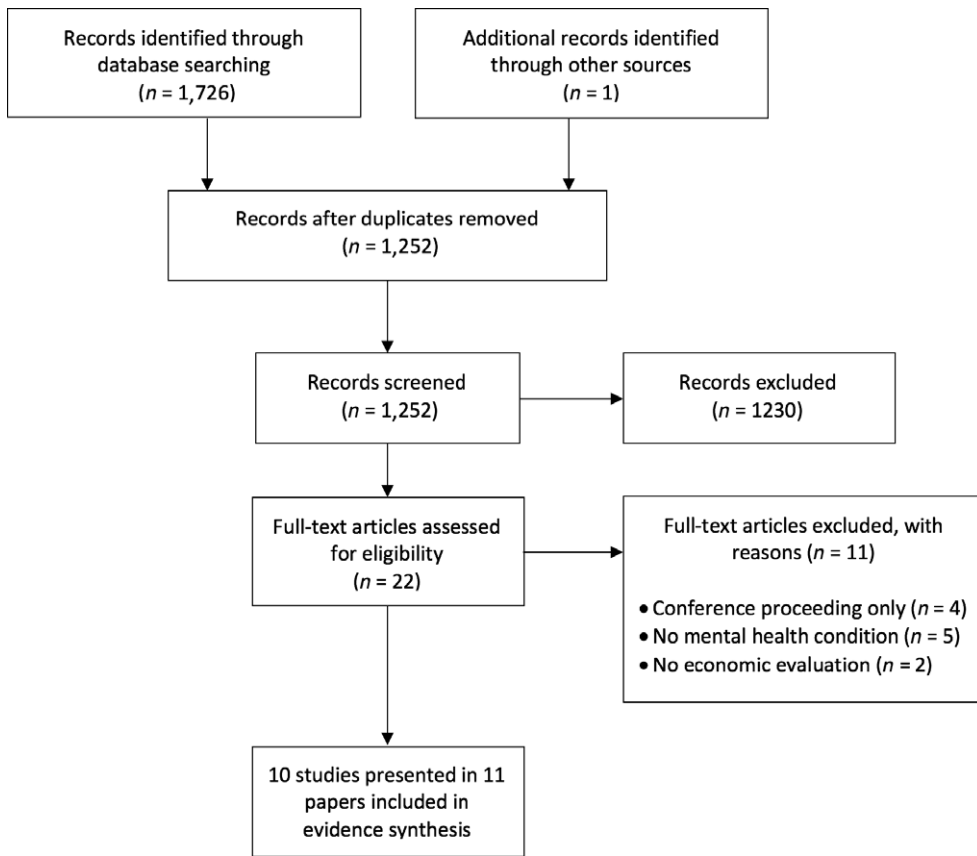 Records identified through
database searching
(n = 1,726)
Additional records identified
through other sources
(n = 1)
Records after duplicates removed
(n = 1,252)
Records screened
(n = 1,252)
Records excluded
(n = 1230)
Full-text articles assessed
for eligibility
(n = 22)
Full-text articles excluded, with
reasons (n = 11)
• Conference proceeding only (n = 4)
• No mental health condition (n = 5)
• No economic evaluation (n = 2)
10 studies presented in 11
papers included in
evidence synthesis